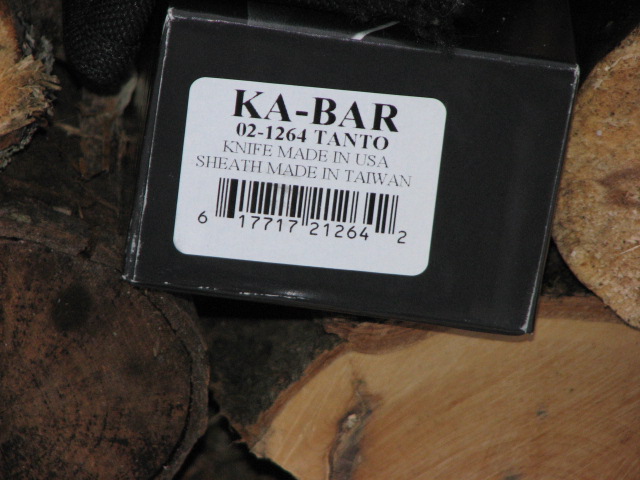 KA-BAR
02-1264 TANTO
KNIFE MADE IN USA
SHEATH MADE IN TAIWAN
6 17717 21264 2